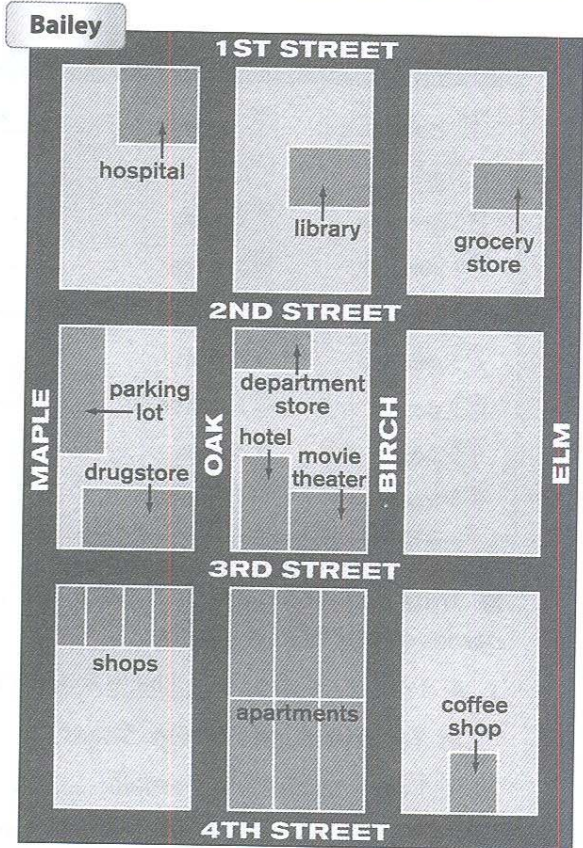 Bailey
1ST STREET
hospital
library
grocery
store
2ND STREET
MAPLE
parking
lot
drugstore
OAK
department
store
hotel
movie
theater
BIRCH
ELM
3RD STREET
shops
apartments
coffee
shop
4TH STREET